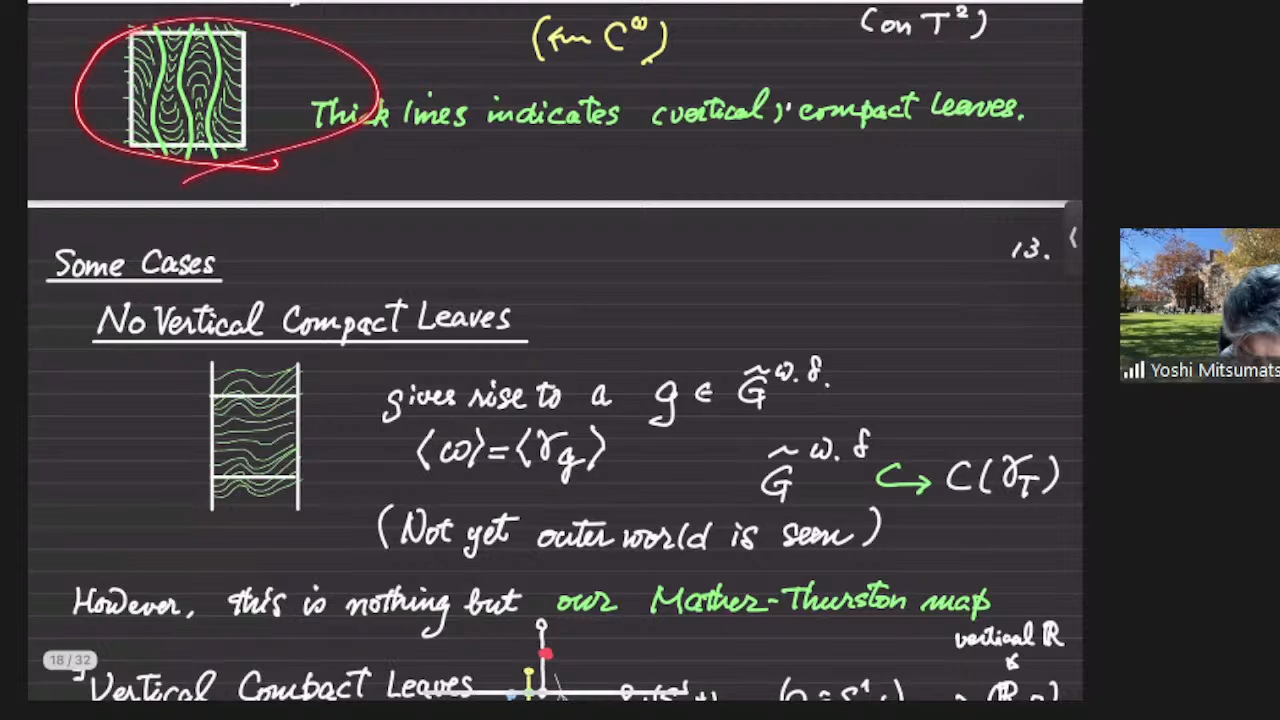 (for C^ω)
(on T²)
Thick lines indicates (vertical) compact leaves.
13.
Some Cases
No Vertical Compact Leaves
gives rise to a g ∈ G̃^ω.δ.
⟨ω⟩=⟨γ_g⟩
G̃^ω.δ ↪ C(γ_T)
(Not yet outer world is seen)
However, this is nothing but our Mather-Thurston map
vertical ℝ
18 / 32
Vertical Compact Leaves
Yoshi Mitsumats